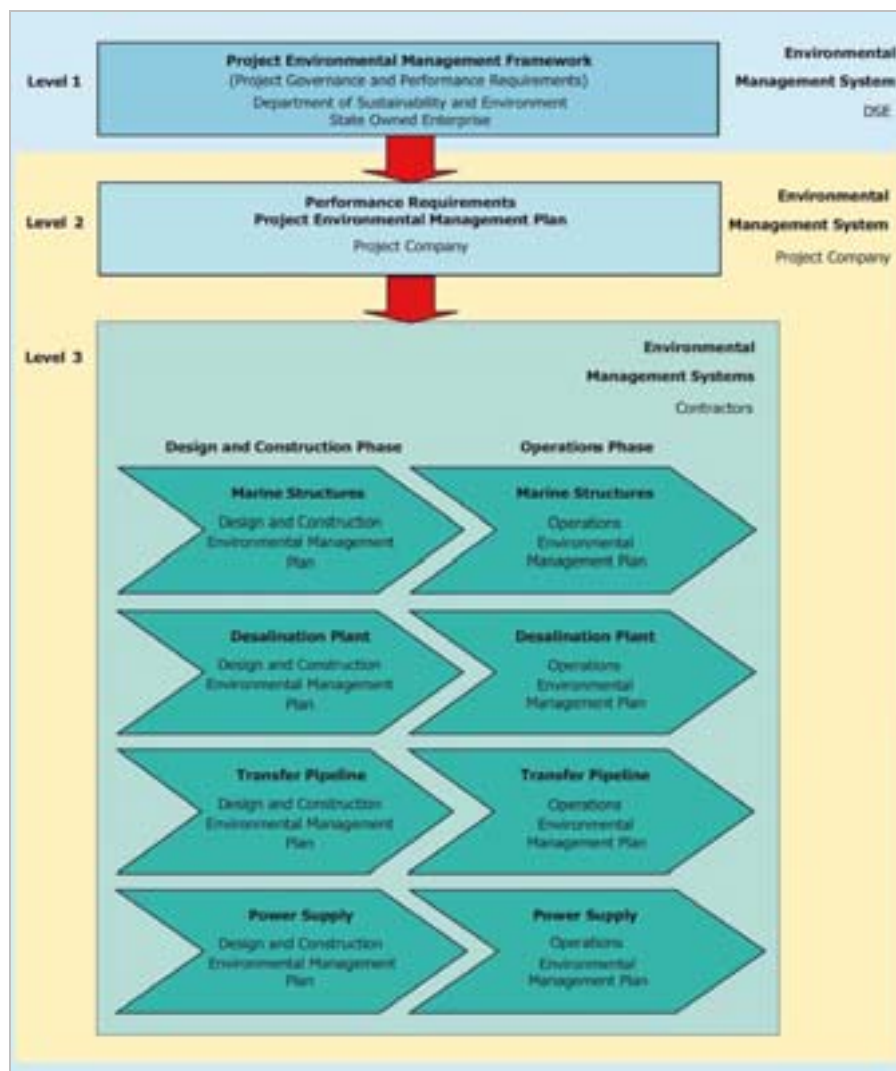 Level 1
Project Environmental Management Framework
(Project Governance and Performance Requirements)
Department of Sustainability and Environment
State Owned Enterprise
Environmental
Management System
DSE
Level 2
Performance Requirements
Project Environmental Management Plan
Project Company
Environmental
Management System
Project Company
Level 3
Environmental
Management Systems
Contractors
Design and Construction Phase
Operations Phase
Marine Structures
Design and Construction
Environmental Management
Plan
Marine Structures
Operations
Environmental
Management Plan
Desalination Plant
Design and Construction
Environmental Management
Plan
Desalination Plant
Operations
Environmental
Management Plan
Transfer Pipeline
Design and Construction
Environmental Management
Plan
Transfer Pipeline
Operations
Environmental
Management Plan
Power Supply
Design and Construction
Environmental Management
Plan
Power Supply
Operations
Environmental
Management Plan